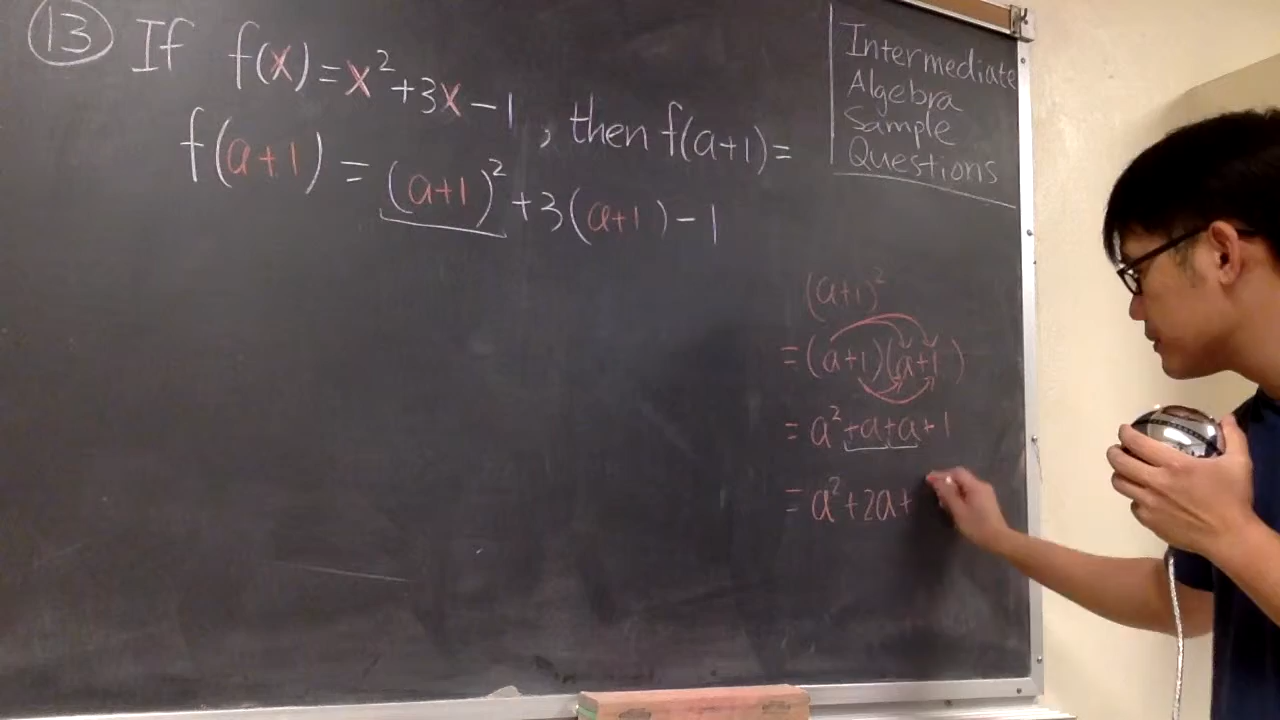 13 If f(x)=x²+3x-1, then f(a+1)=
f(a+1) = (a+1)²+3(a+1)-1
Intermediate
Algebra
Sample
Questions
(a+1)²
=(a+1)(a+1)
= a²+a+a+1
= a²+2a+